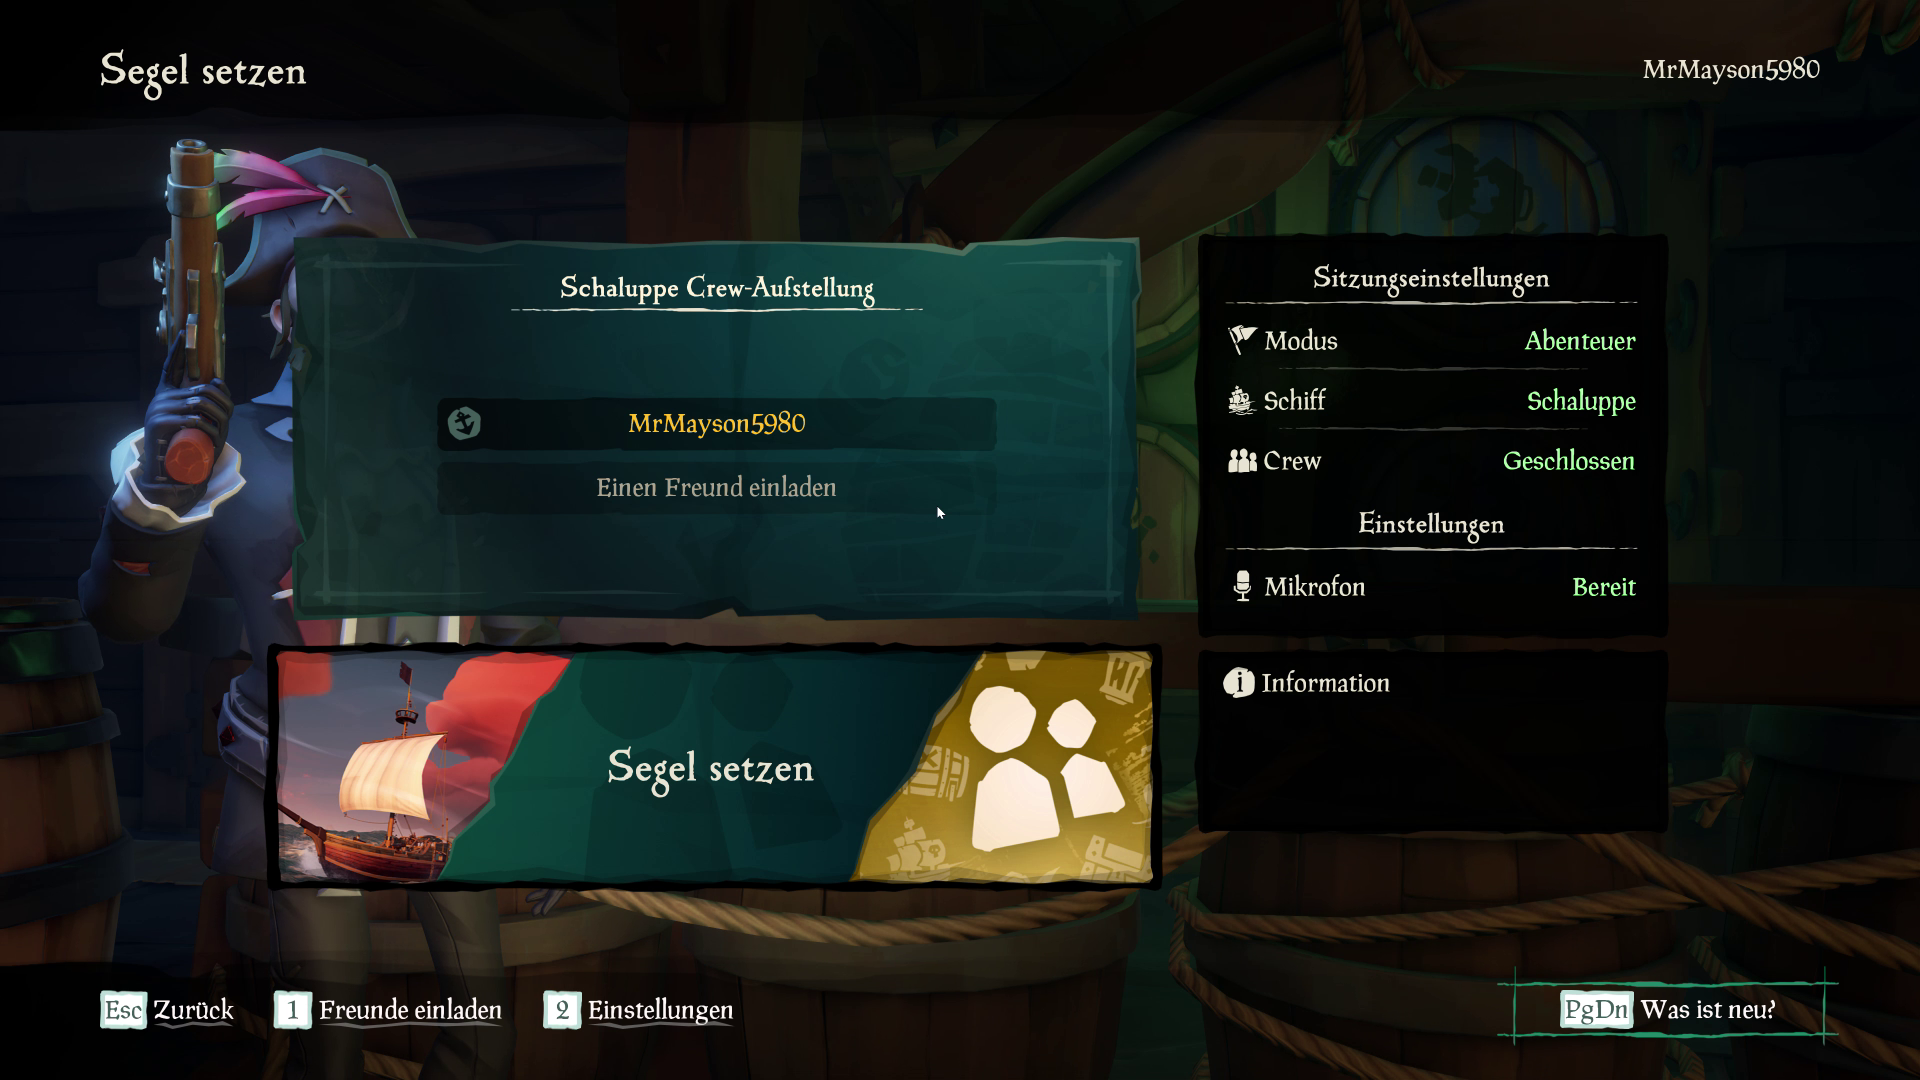 Segel setzen
MrMayson5980
Schaluppe Crew-Aufstellung
MrMayson5980
Einen Freund einladen
Sitzungseinstellungen
Modus Abenteuer
Schiff Schaluppe
Crew Geschlossen
Einstellungen
Mikrofon Bereit
Segel setzen
Information
Esc Zurück 1 Freunde einladen 2 Einstellungen
PgDn Was ist neu?